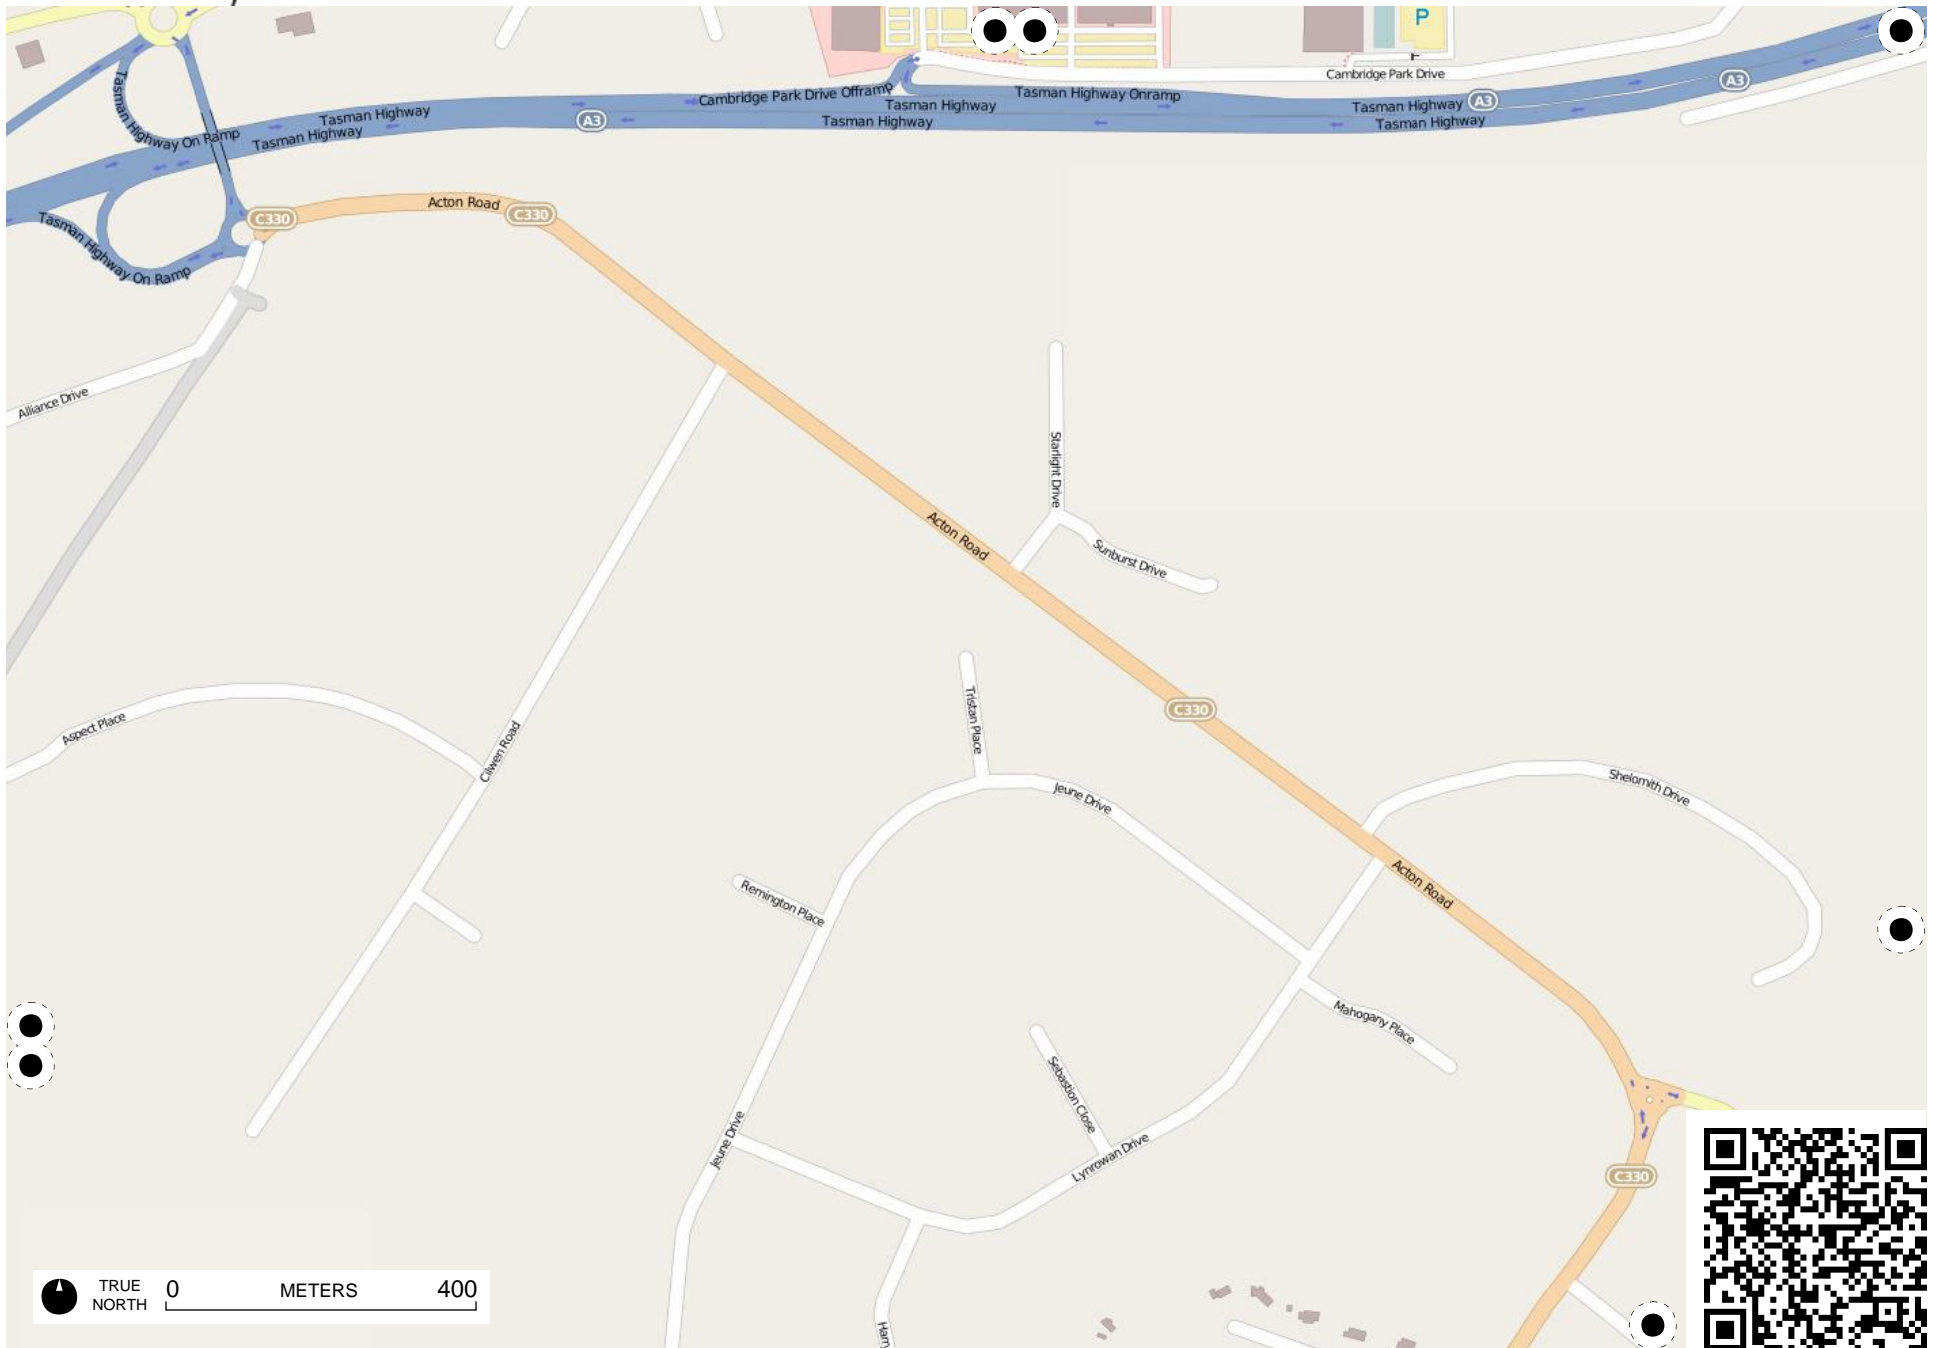 P
Cambridge Park Drive
A3
Tasman Highway On Ramp
Tasman Highway
Tasman Highway
Cambridge Park Drive Offramp
Tasman Highway
Tasman Highway Onramp
Tasman Highway
A3
A3
Tasman Highway
Tasman Highway
Tasman Highway On Ramp
C330
Acton Road
C330
Alliance Drive
Starlight Drive
Acton Road
Sunburst Drive
Tristan Place
C330
Aspect Place
Cilwen Road
Jeune Drive
Shelomith Drive
Remington Place
Acton Road
Mahogany Place
Sebastion Close
Jeune Drive
Lynrowan Drive
C330
TRUE
NORTH
0 METERS 400